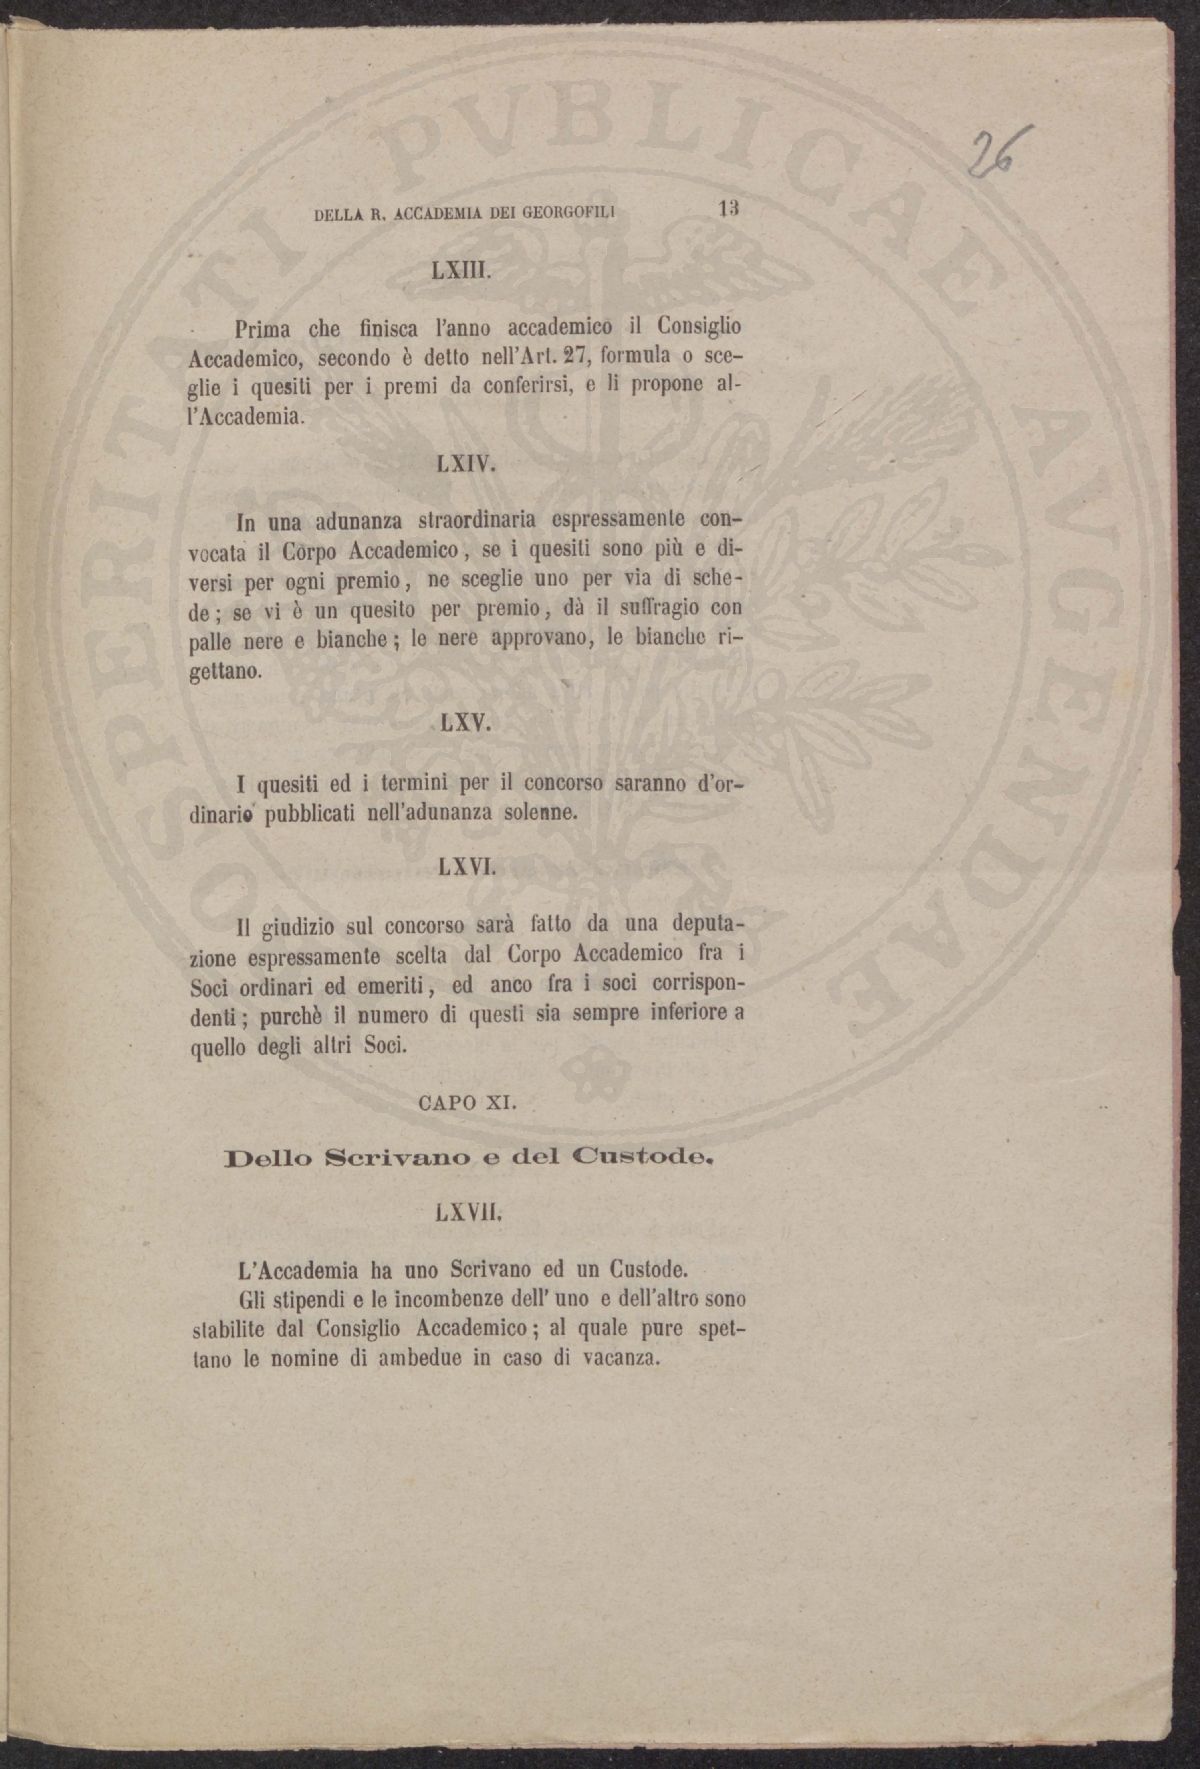 26
DELLA R. ACCADEMIA DEI GEORGOFILI 13
LXIII.
Prima che finisca l'anno accademico il Consiglio
Accademico, secondo è detto nell'Art. 27, formula o sce-
glie i quesiti per i premi da conferirsi, e li propone al-
l'Accademia.
LXIV.
In una adunanza straordinaria espressamente con-
vocata il Corpo Accademico, se i quesiti sono più e di-
versi per ogni premio, ne sceglie uno per via di sche-
de; se vi è un quesito per premio, dà il suffragio con
palle nere e bianche; le nere approvano, le bianche ri-
gettano.
LXV.
I quesiti ed i termini per il concorso saranno d'or-
dinario pubblicati nell'adunanza solenne.
LXVI.
Il giudizio sul concorso sarà fatto da una deputa-
zione espressamente scelta dal Corpo Accademico fra i
Soci ordinari ed emeriti, ed anco fra i soci corrispon-
denti; purchè il numero di questi sia sempre inferiore a
quello degli altri Soci.
CAPO XI.
Dello Scrivano e del Custode.
LXVII.
L'Accademia ha uno Scrivano ed un Custode.
Gli stipendi e le incombenze dell' uno e dell'altro sono
stabilite dal Consiglio Accademico; al quale pure spet-
tano le nomine di ambedue in caso di vacanza.
PROSPERITATI PVBLICAE AVGENDAE